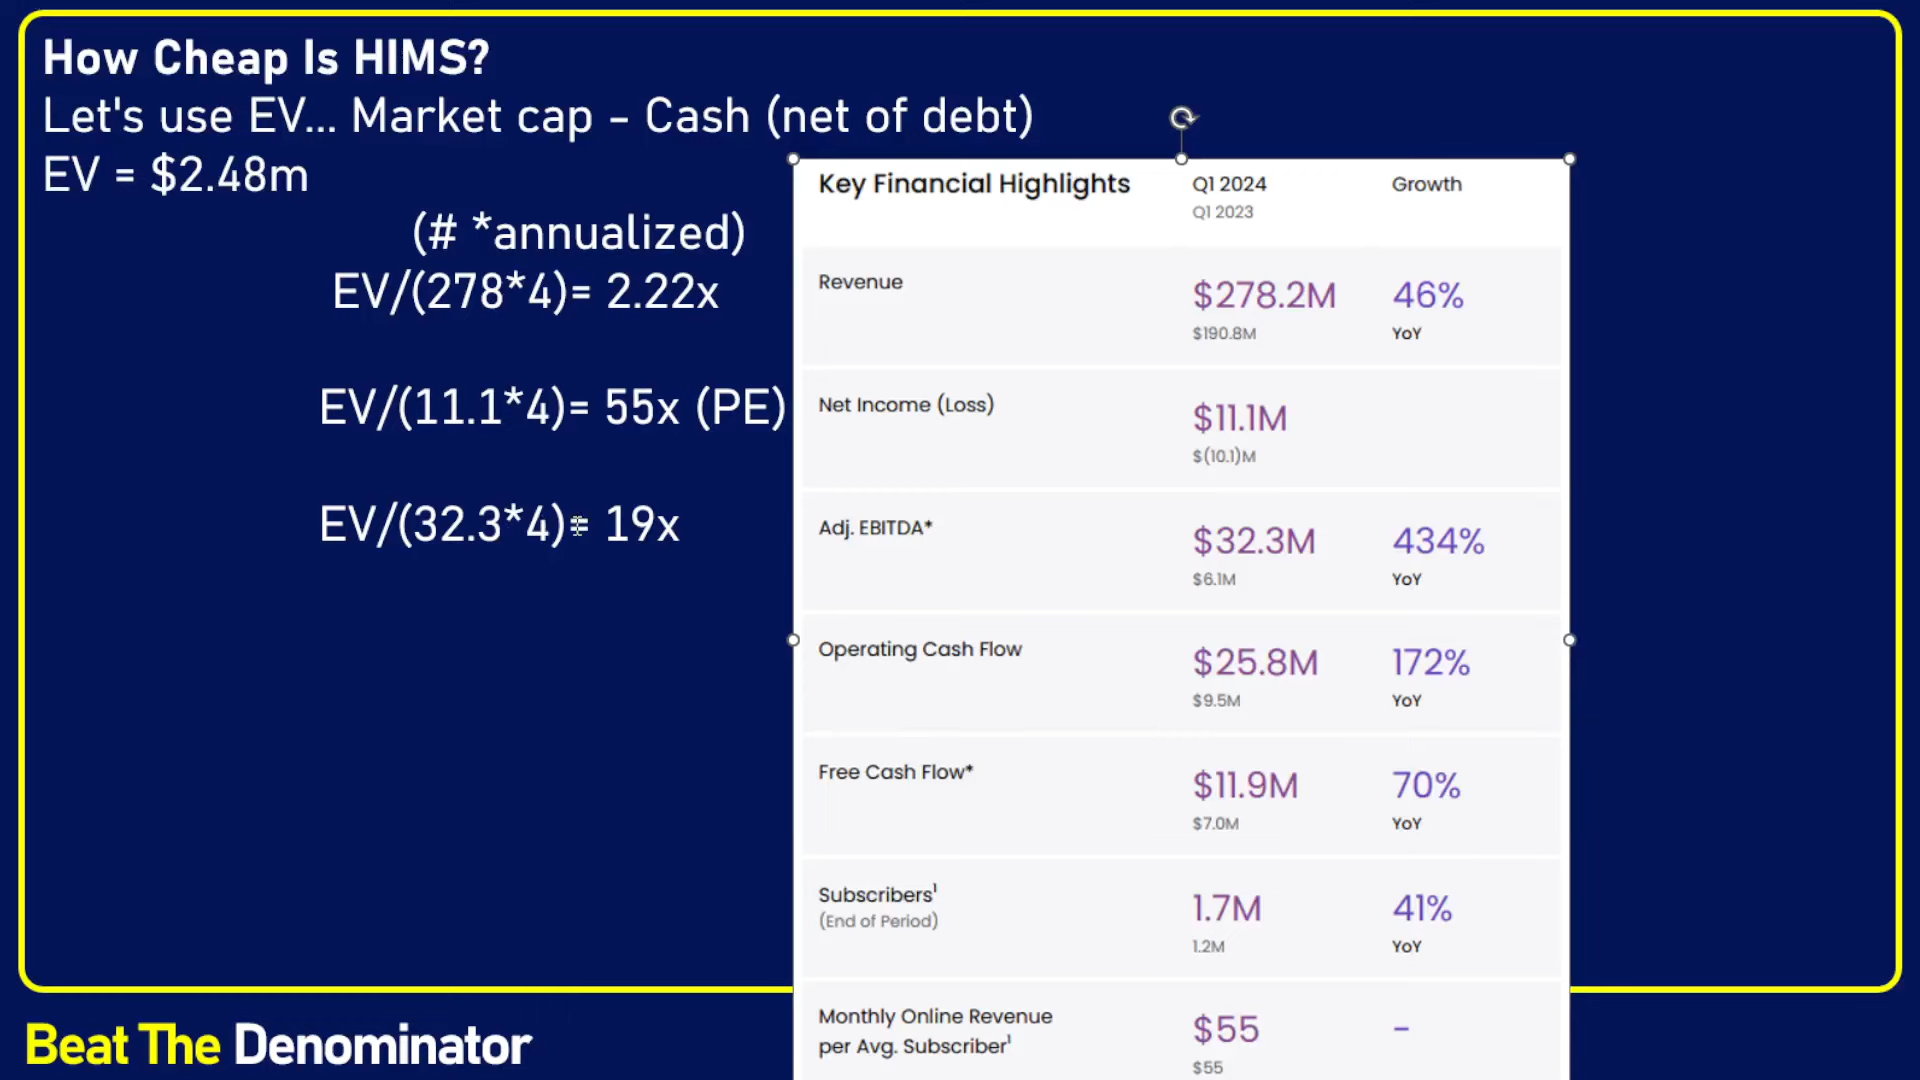 How Cheap Is HIMS?
Let's use EV... Market cap - Cash (net of debt)
EV = $2.48m
(# *annualized)
EV/(278*4)= 2.22x
EV/(11.1*4)= 55x (PE)
EV/(32.3*4)= 19x
Key Financial Highlights Q1 2024 Growth
Q1 2023
Revenue $278.2M 46%
$190.8M YoY
Net Income (Loss) $11.1M
$(10.1)M
Adj. EBITDA* $32.3M 434%
$6.1M YoY
Operating Cash Flow $25.8M 172%
$9.5M YoY
Free Cash Flow* $11.9M 70%
$7.0M YoY
Subscribers¹ 1.7M 41%
(End of Period) 1.2M YoY
Monthly Online Revenue $55 -
per Avg. Subscriber¹ $55
Beat The Denominator